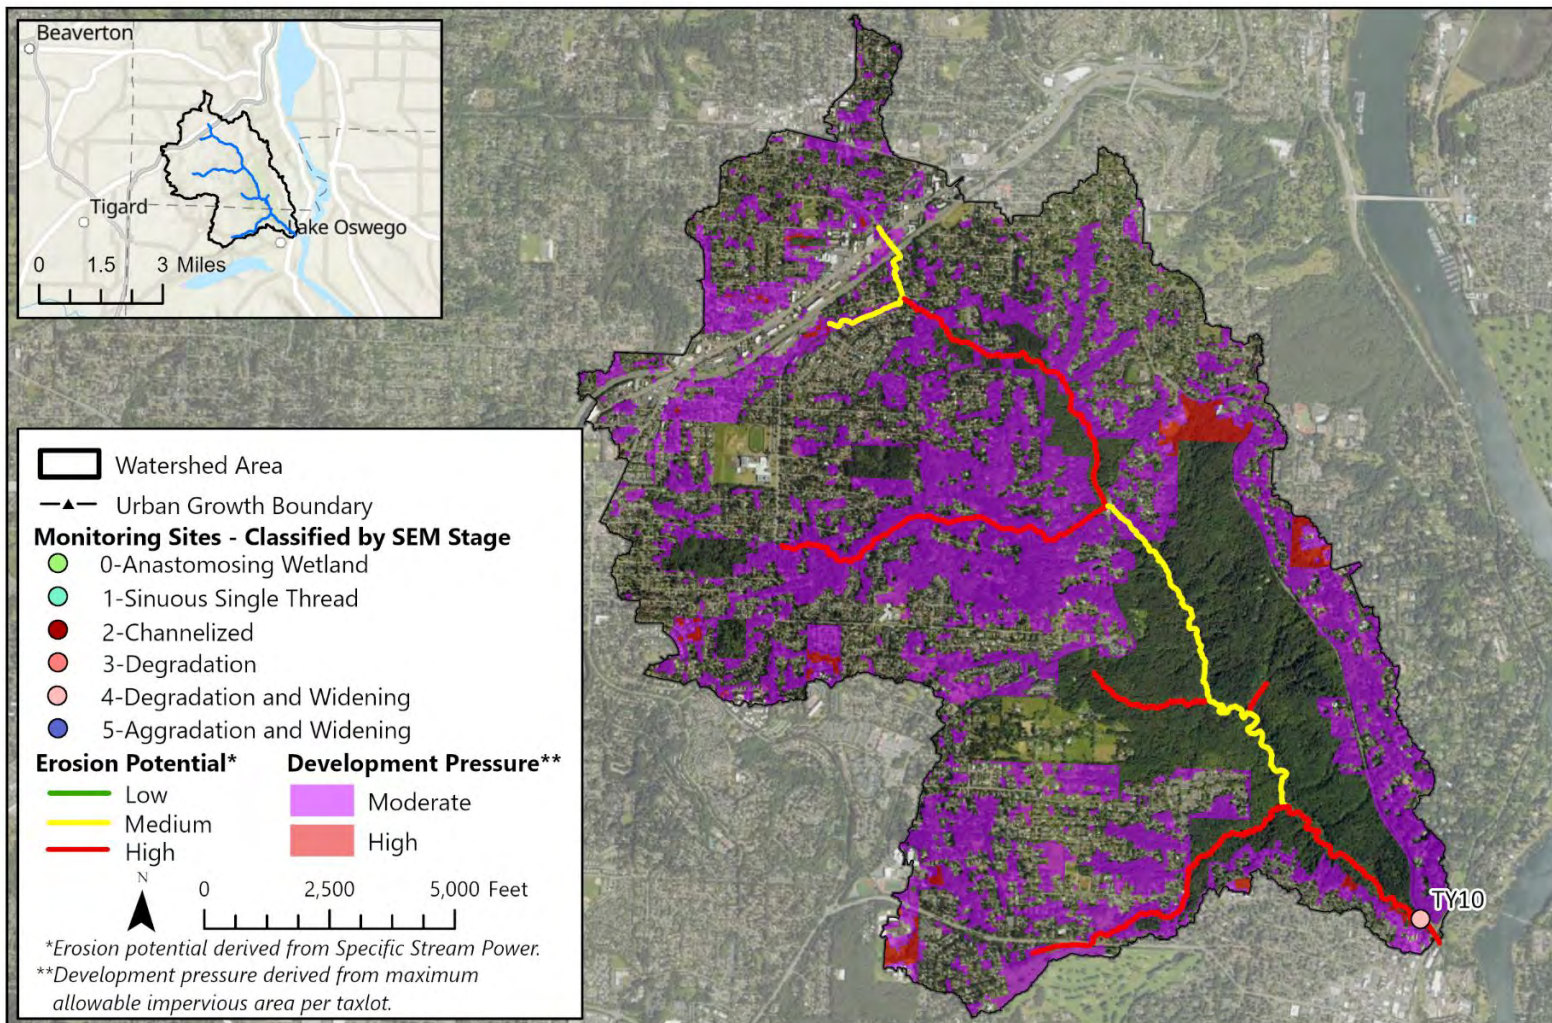 Beaverton
Tigard
Lake Oswego
0 1.5 3 Miles
Watershed Area
Urban Growth Boundary
Monitoring Sites - Classified by SEM Stage
0-Anastomosing Wetland
1-Sinuous Single Thread
2-Channelized
3-Degradation
4-Degradation and Widening
5-Aggradation and Widening
Erosion Potential* Development Pressure**
Low
Medium
High
Moderate
High
N
0 2,500 5,000 Feet
*Erosion potential derived from Specific Stream Power.
**Development pressure derived from maximum
allowable impervious area per taxlot.
TY10